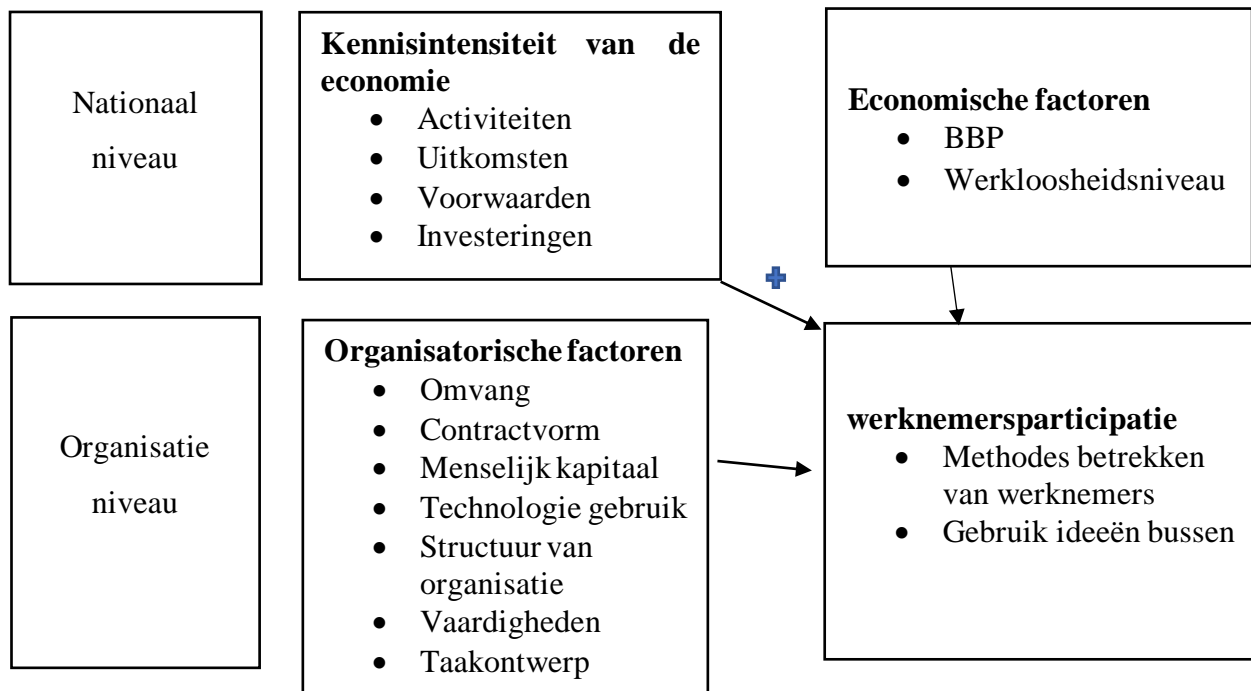 Nationaal
niveau
Kennisintensiteit van de
economie
• Activiteiten
• Uitkomsten
• Voorwaarden
• Investeringen
Economische factoren
• BBP
• Werkloosheidsniveau
Organisatie
niveau
Organisatorische factoren
• Omvang
• Contractvorm
• Menselijk kapitaal
• Technologie gebruik
• Structuur van
organisatie
• Vaardigheden
• Taakontwerp
werknemersparticipatie
• Methodes betrekken
van werknemers
• Gebruik ideeën bussen